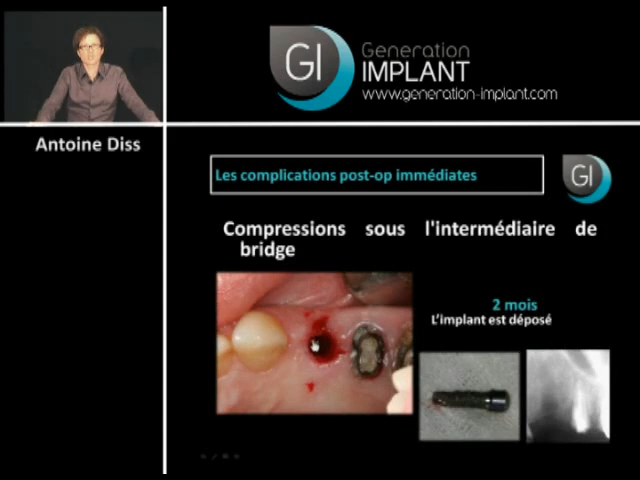 GI
Generation
IMPLANT
www.generation-implant.com
Antoine Diss
Les complications post-op immédiates
GI
Compressions sous l'intermédiaire de
bridge
2 mois
L'implant est déposé